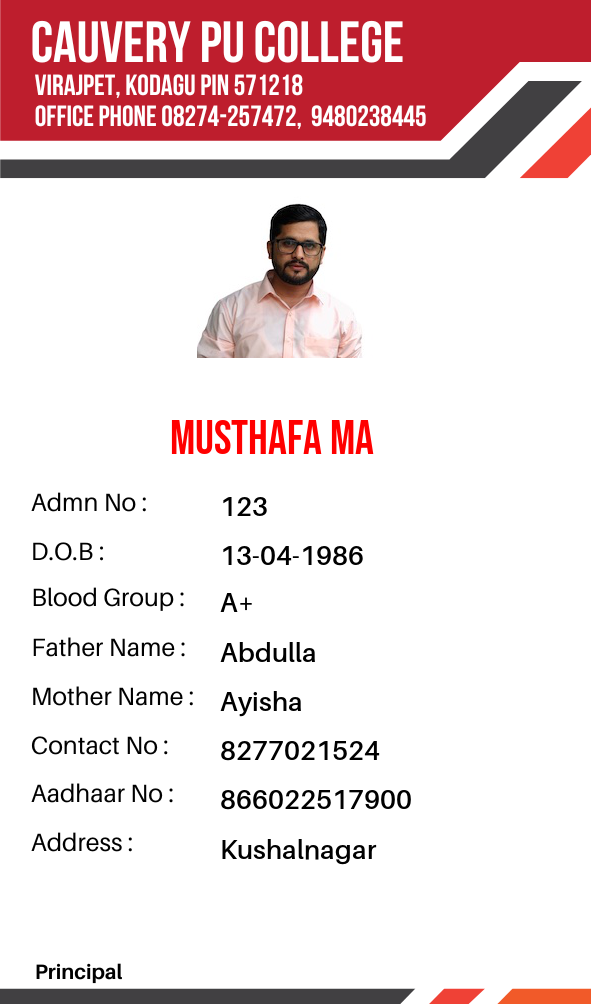 CAUVERY PU COLLEGE
VIRAJPET, KODAGU PIN 571218
OFFICE PHONE 08274-257472, 9480238445
MUSTHAFA MA
Admn No : 123
D.O.B : 13-04-1986
Blood Group : A+
Father Name : Abdulla
Mother Name : Ayisha
Contact No : 8277021524
Aadhaar No : 866022517900
Address : Kushalnagar
Principal